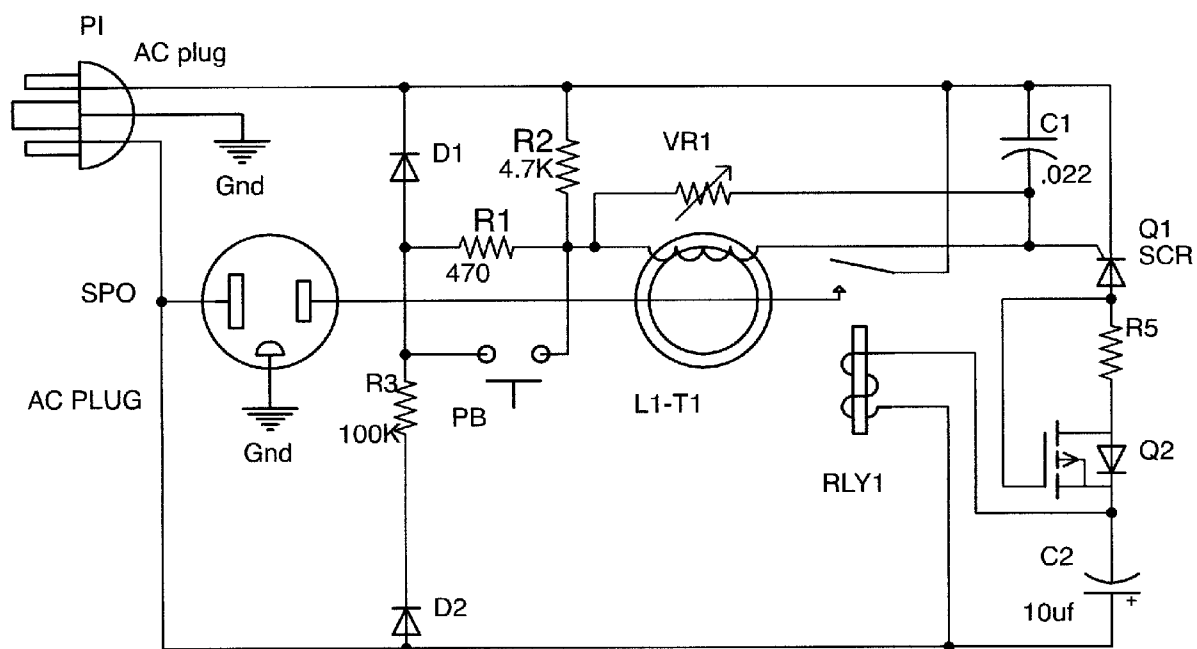 PI
AC plug
Gnd
D1
R2
4.7K
VR1
C1
.022
R1
470
Q1
SCR
SPO
R5
AC PLUG
Gnd
R3
100K
PB
L1-T1
RLY1
Q2
C2
10uf
+
D2